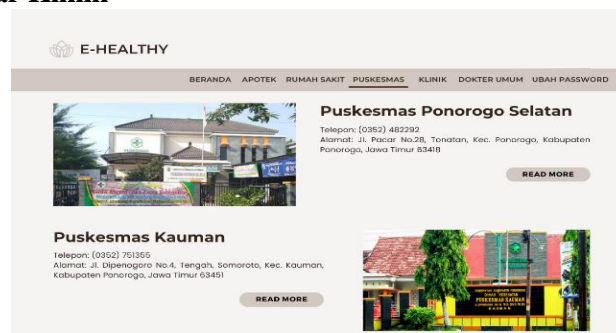 E-HEALTHY
BERANDA APOTEK RUMAH SAKIT PUSKESMAS KLINIK DOKTER UMUM UBAH PASSWORD
Puskesmas Ponorogo Selatan
Telepon: (0352) 482292
Alamat: Jl. Pacar No.28, Tonatan, Kec. Ponorogo, Kabupaten
Ponorogo, Jawa Timur 63418
READ MORE
Puskesmas Kauman
Telepon: (0352) 751355
Alamat: Jl. Dipenogoro No.4, Tengah, Somoroto, Kec. Kauman,
Kabupaten Ponorogo, Jawa Timur 63451
READ MORE
PUSKESMAS KAUMAN